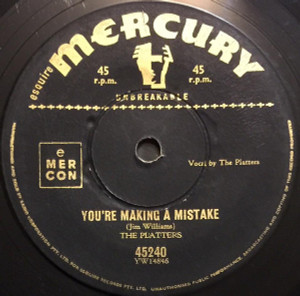 esquire
MERCURY
45
r.p.m.
45
r.p.m.
UNBREAKABLE
e
MER
CON
Vocal by The Platters
YOU'RE MAKING A MISTAKE
(Jim Williams)
THE PLATTERS
45240
YW14845